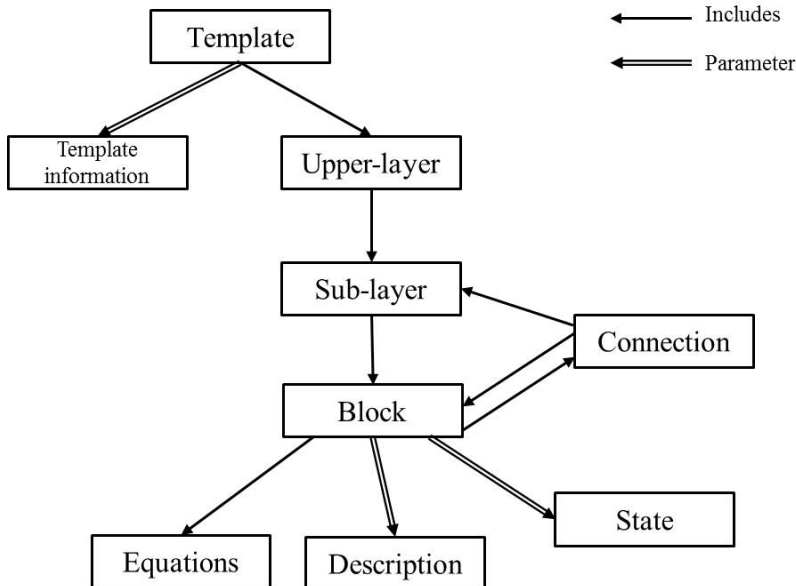 Includes
Template
Parameter
Template
information
Upper-layer
Sub-layer
Connection
Block
State
Equations
Description